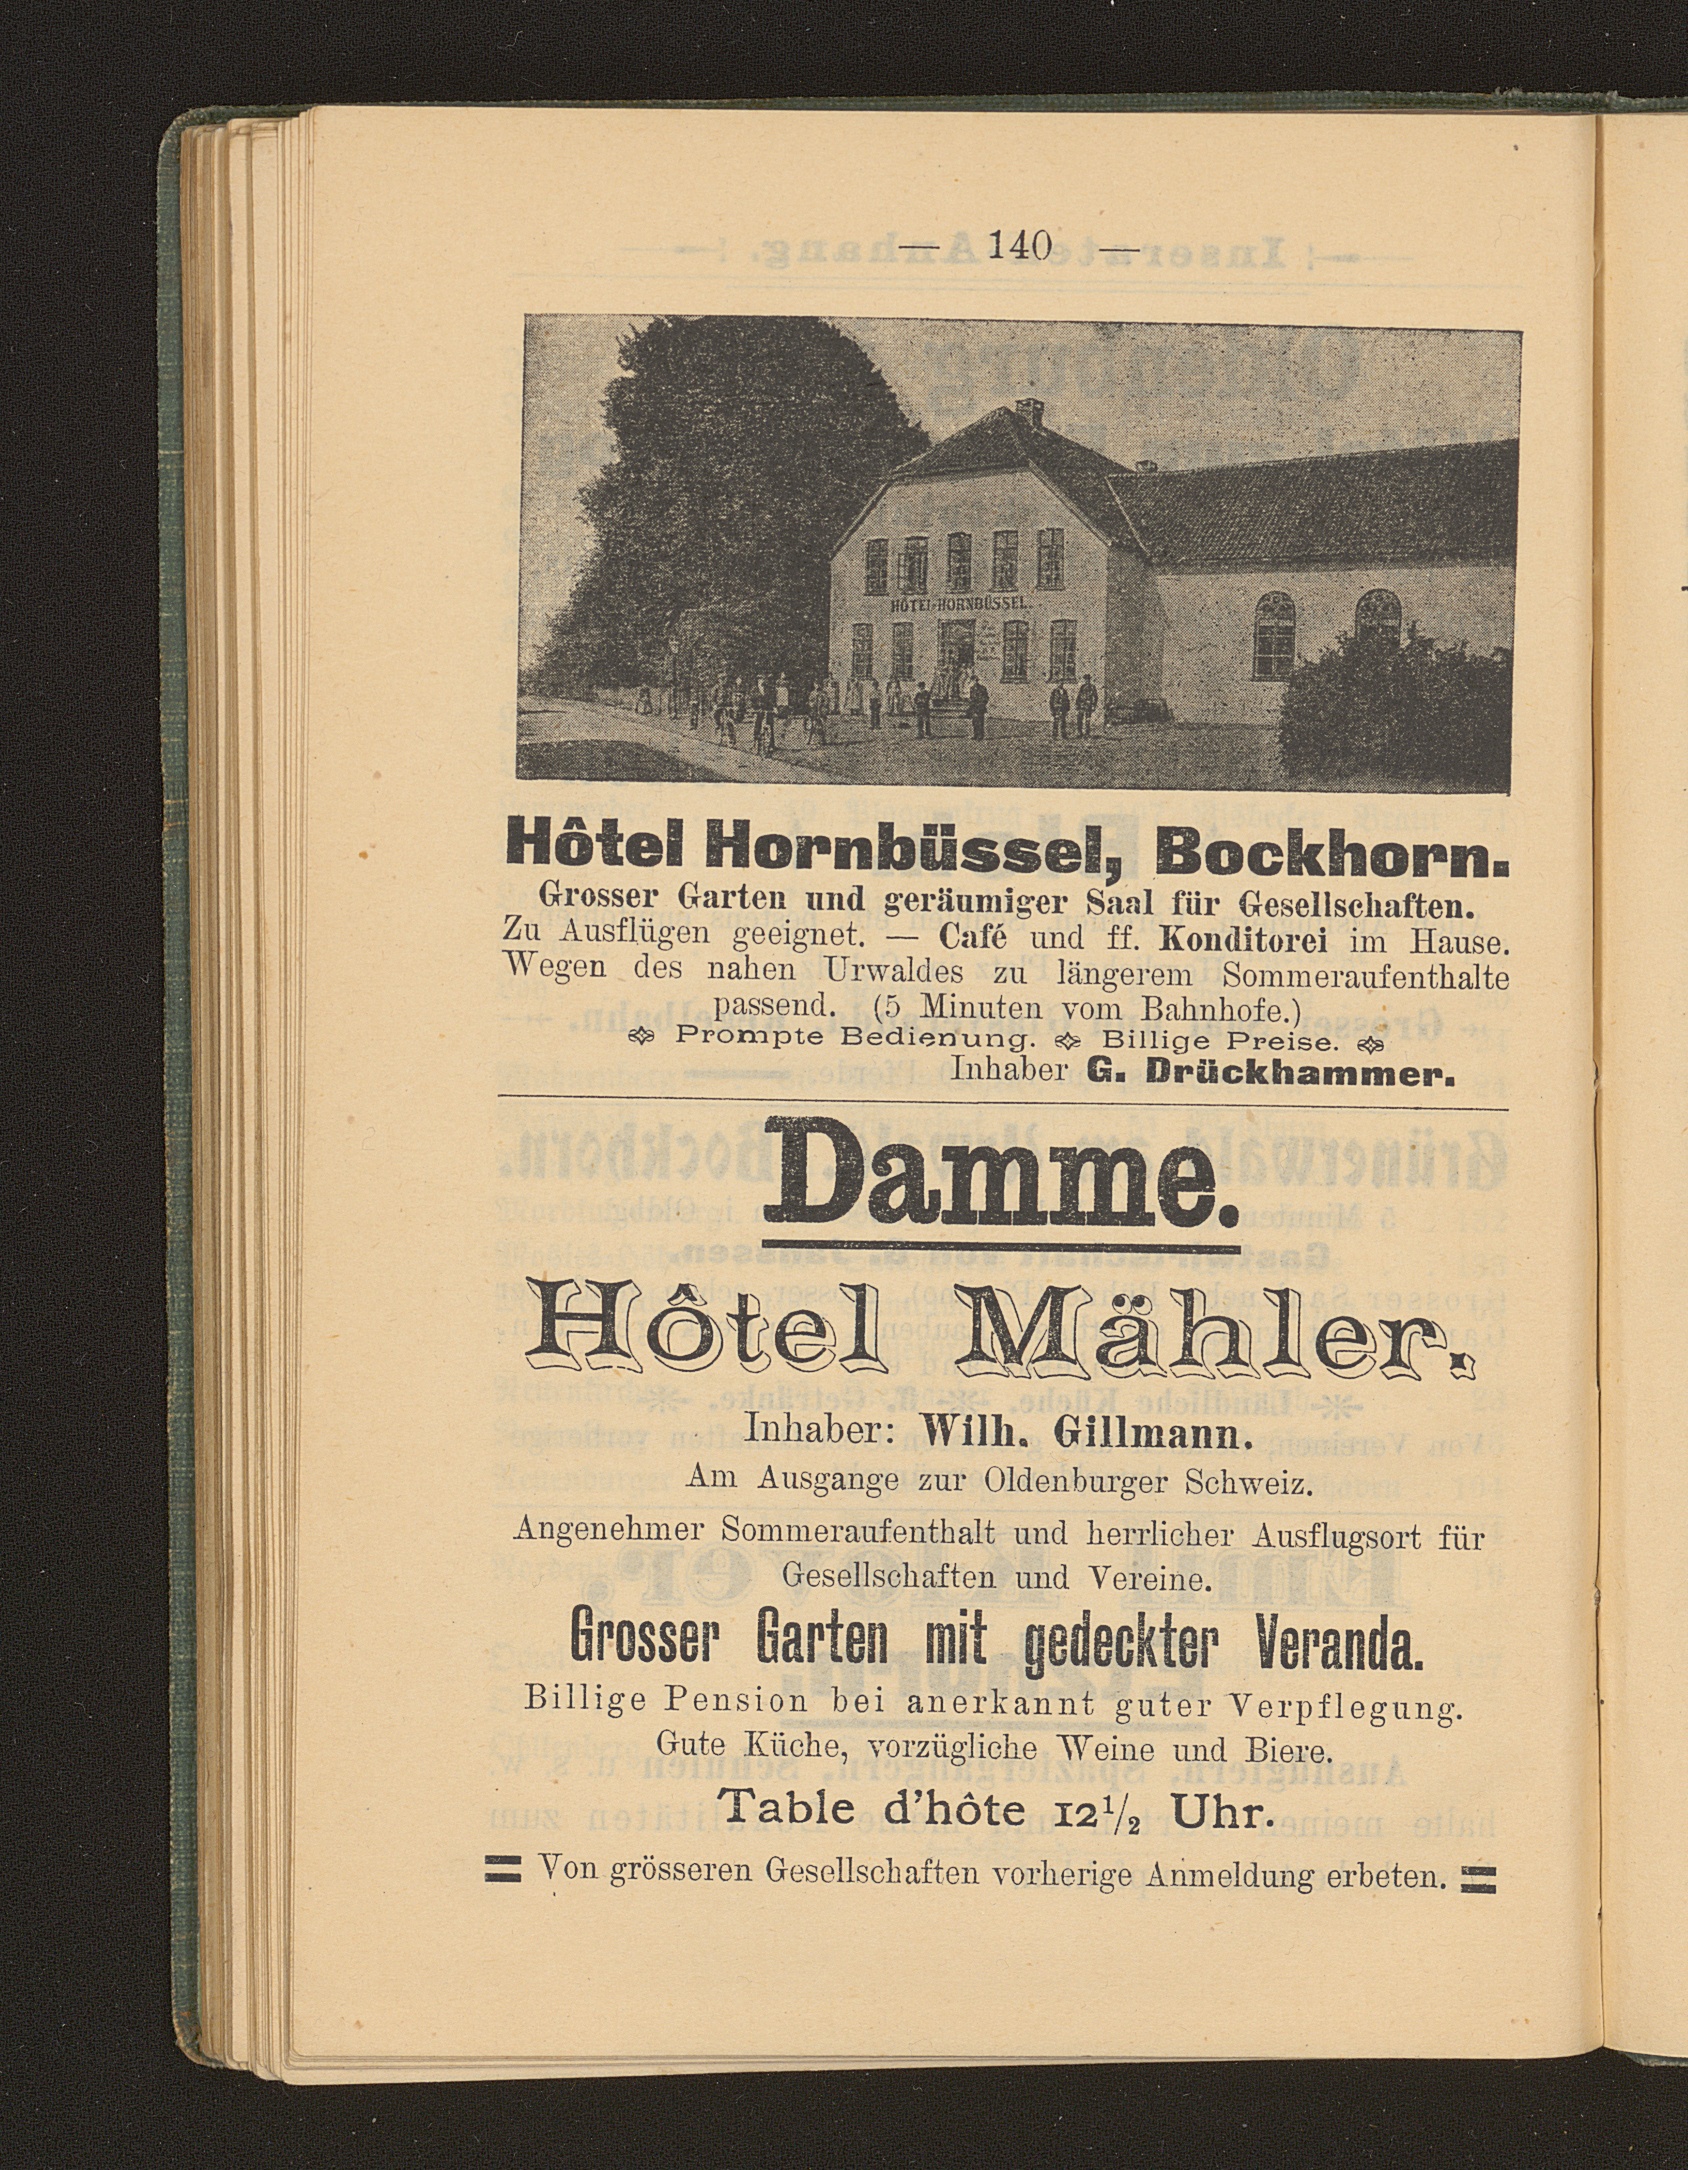 — 140 —
HÔTEL-HORNBÜSSEL.
Hôtel Hornbüssel, Bockhorn.
Grosser Garten und geräumiger Saal für Gesellschaften.
Zu Ausflügen geeignet. — Café und ff. Konditorei im Hause.
Wegen des nahen Urwaldes zu längerem Sommeraufenthalte
passend. (5 Minuten vom Bahnhofe.)
Prompte Bedienung. Billige Preise.
Inhaber G. Drückhammer.
Damme.
Hôtel Mähler.
Inhaber: Wilh. Gillmann.
Am Ausgange zur Oldenburger Schweiz.
Angenehmer Sommeraufenthalt und herrlicher Ausflugsort für
Gesellschaften und Vereine.
Grosser Garten mit gedeckter Veranda.
Billige Pension bei anerkannt guter Verpflegung.
Gute Küche, vorzügliche Weine und Biere.
Table d'hôte 12½ Uhr.
Von grösseren Gesellschaften vorherige Anmeldung erbeten.